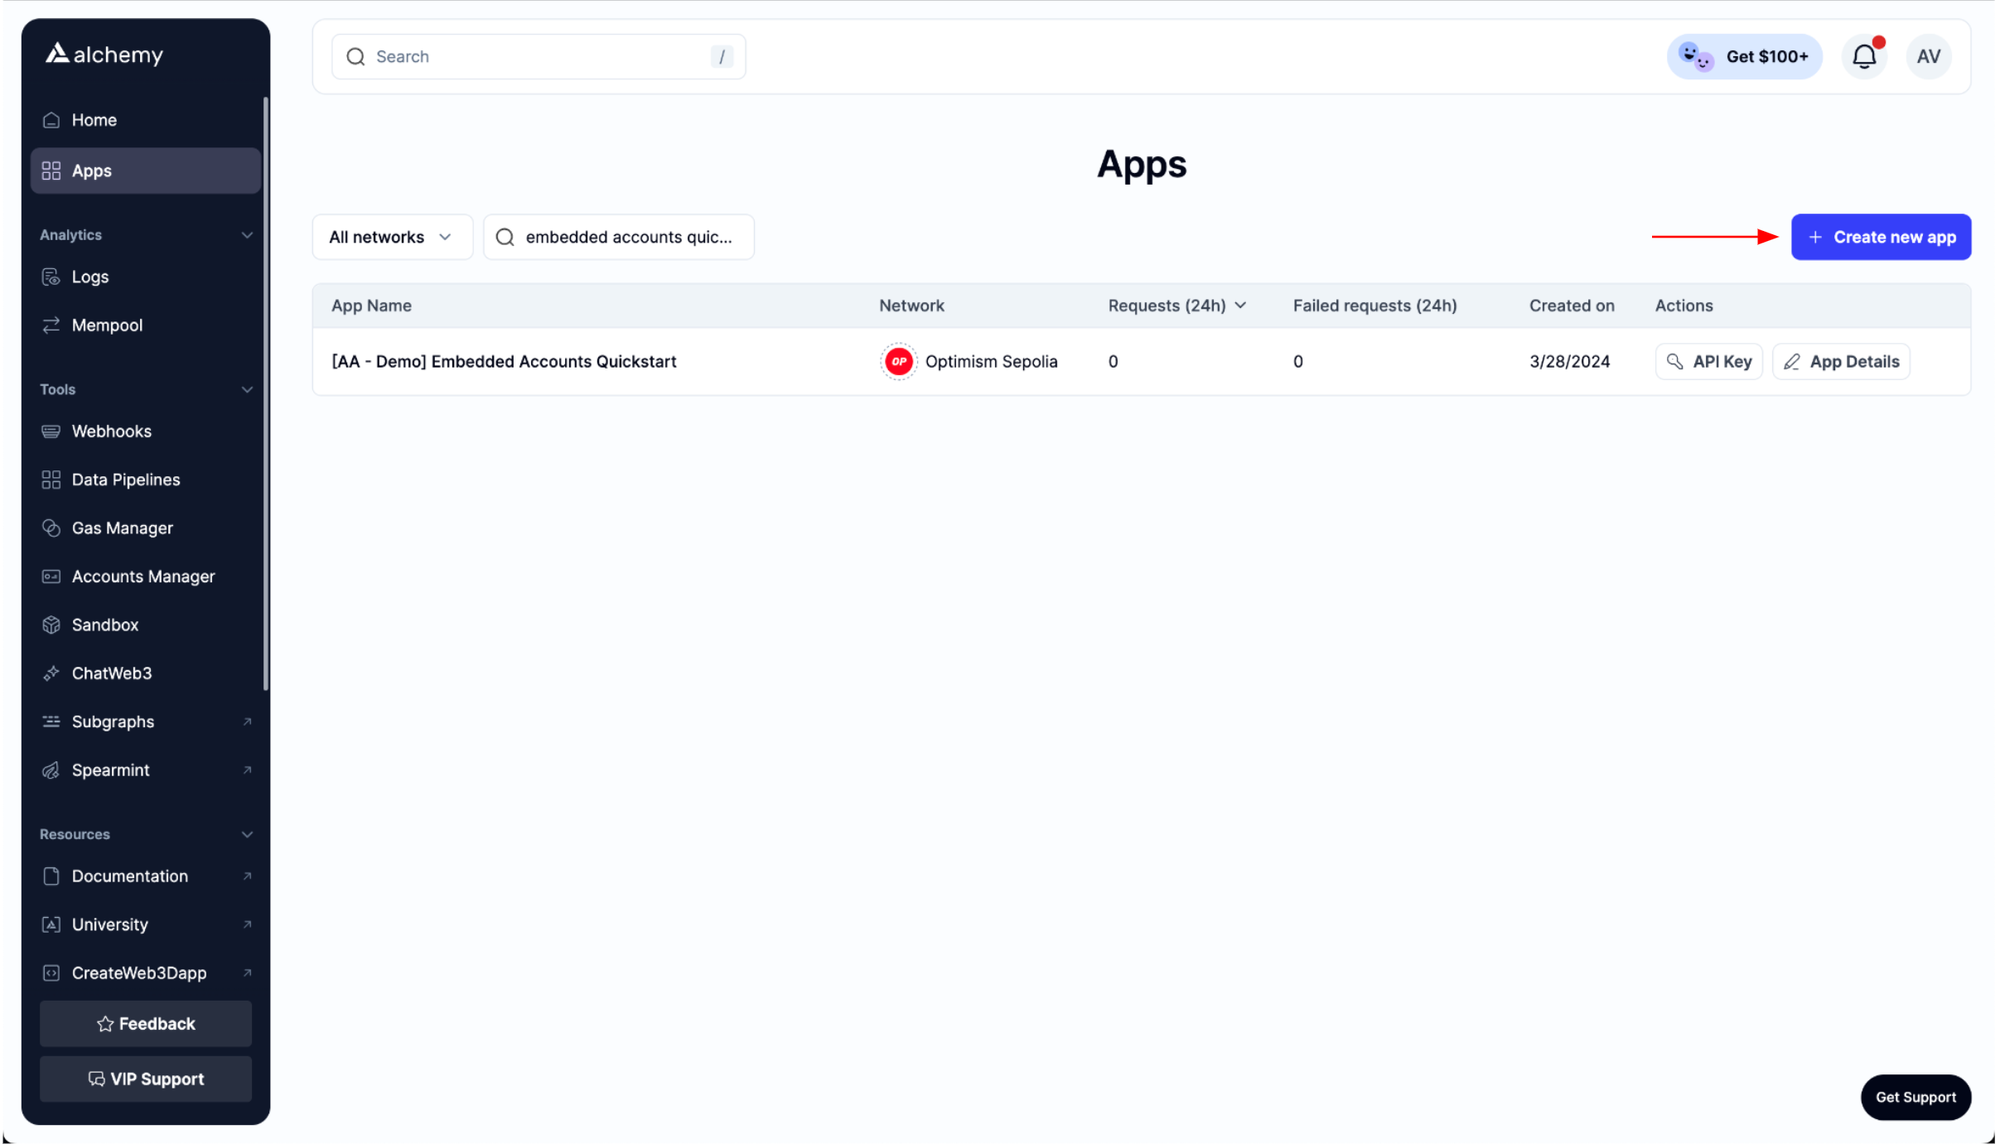 alchemy
Home
Apps
Analytics
Logs
Mempool
Tools
Webhooks
Data Pipelines
Gas Manager
Accounts Manager
Sandbox
ChatWeb3
Subgraphs
Spearmint
Resources
Documentation
University
CreateWeb3Dapp
Feedback
VIP Support
Search /
Get $100+
AV
Apps
All networks
embedded accounts quic...
+ Create new app
App Name Network Requests (24h) Failed requests (24h) Created on Actions
[AA - Demo] Embedded Accounts Quickstart OP Optimism Sepolia 0 0 3/28/2024 API Key App Details
Get Support